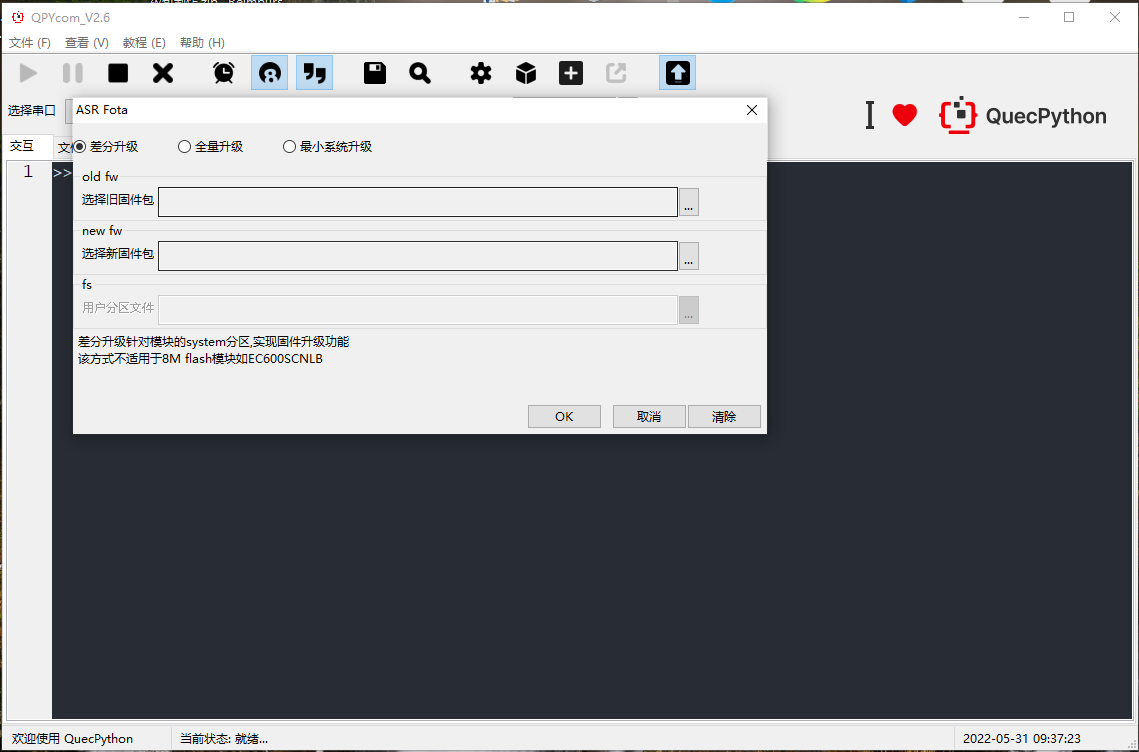 QPYcom_V2.6
文件 (F) 查看 (V) 教程 (E) 帮助 (H)
选择串口
QuecPython
交互
1
>>
ASR Fota
差分升级 全量升级 最小系统升级
old fw
选择旧固件包
...
new fw
选择新固件包
...
fs
用户分区文件
...
差分升级针对模块的system分区,实现固件升级功能
该方式不适用于8M flash模块如EC600SCNLB
OK 取消 清除
欢迎使用 QuecPython 当前状态: 就绪... 2022-05-31 09:37:23